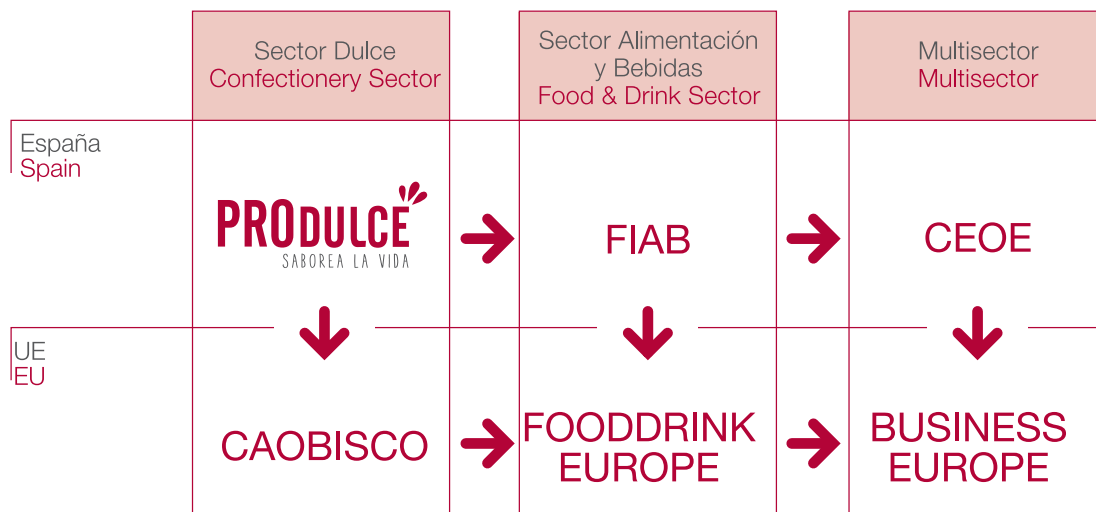 Sector Dulce
Confectionery Sector
Sector Alimentación
y Bebidas
Food & Drink Sector
Multisector
Multisector
España
Spain
PRODULCE
SABOREA LA VIDA
FIAB
CEOE
UE
EU
CAOBISCO
FOODDRINK
EUROPE
BUSINESS
EUROPE